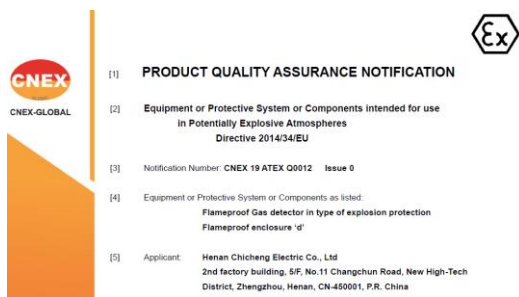 Ex
CNEX
CNEX-GLOBAL
[1] PRODUCT QUALITY ASSURANCE NOTIFICATION
[2] Equipment or Protective System or Components intended for use
in Potentially Explosive Atmospheres
Directive 2014/34/EU
[3] Notification Number: CNEX 19 ATEX Q0012 Issue 0
[4] Equipment or Protective System or Components as listed:
Flameproof Gas detector in type of explosion protection
Flameproof enclosure 'd'
[5] Applicant: Henan Chicheng Electric Co., Ltd
2nd factory building, 5/F, No.11 Changchun Road, New High-Tech
District, Zhengzhou, Henan, CN-450001, P.R. China